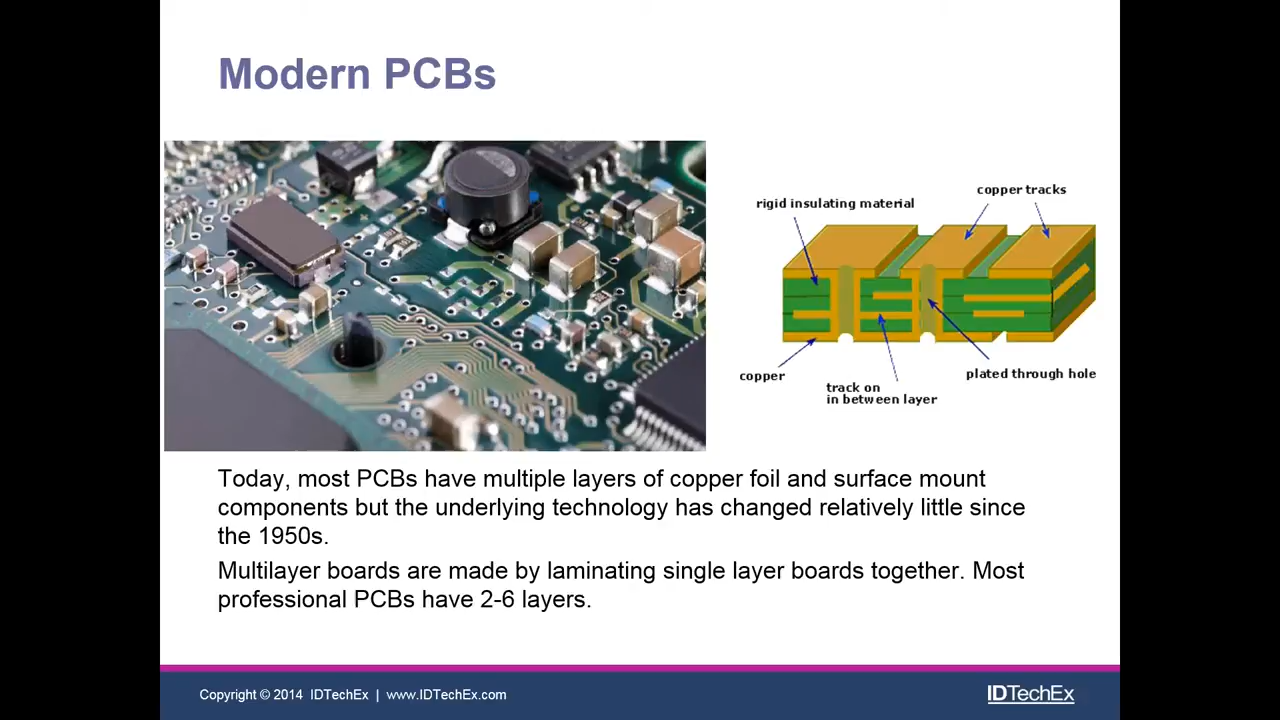 Modern PCBs
copper tracks
rigid insulating material
copper
track on
in between layer
plated through hole
Today, most PCBs have multiple layers of copper foil and surface mount
components but the underlying technology has changed relatively little since
the 1950s.
Multilayer boards are made by laminating single layer boards together. Most
professional PCBs have 2-6 layers.
Copyright © 2014 IDTechEx | www.IDTechEx.com
IDTechEx